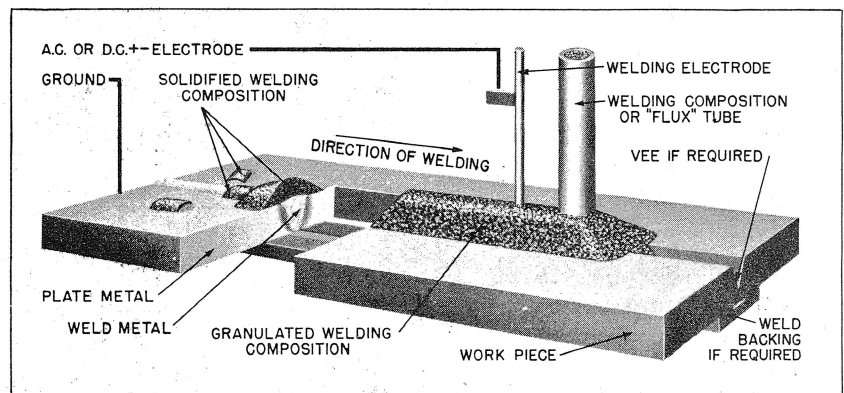 A.C. OR D.C.+- ELECTRODE
GROUND
SOLIDIFIED WELDING
COMPOSITION
WELDING ELECTRODE
WELDING COMPOSITION
OR "FLUX" TUBE
DIRECTION OF WELDING
VEE IF REQUIRED
PLATE METAL
WELD METAL
GRANULATED WELDING
COMPOSITION
WORK PIECE
WELD
BACKING
IF REQUIRED